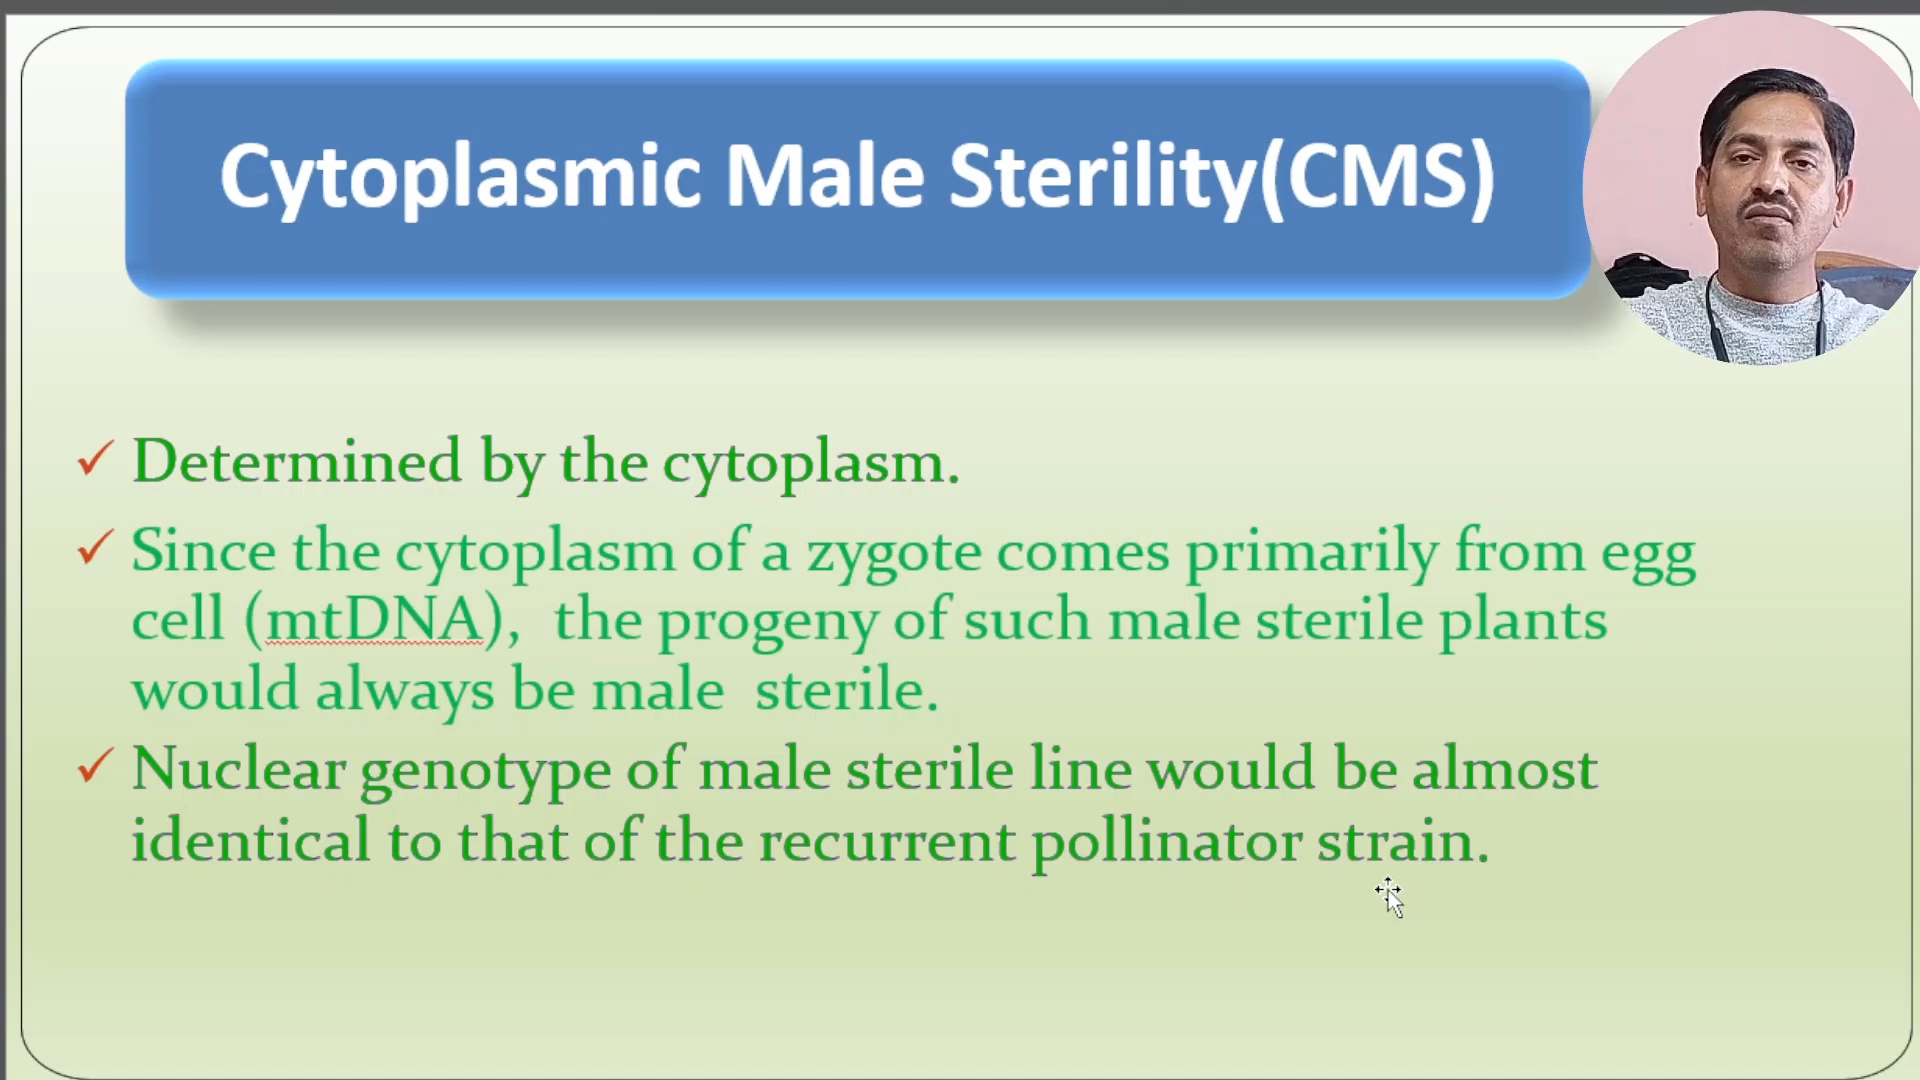 Cytoplasmic Male Sterility(CMS)
Determined by the cytoplasm.
Since the cytoplasm of a zygote comes primarily from egg
cell (mtDNA), the progeny of such male sterile plants
would always be male sterile.
Nuclear genotype of male sterile line would be almost
identical to that of the recurrent pollinator strain.